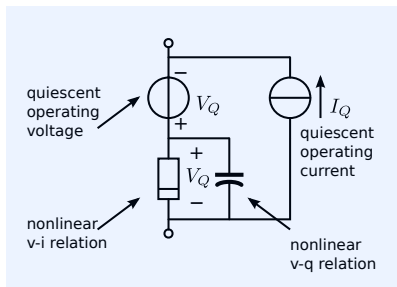 −
quiescent
operating
voltage
V_Q
I_Q
+
quiescent
operating
current
+
V_Q
−
nonlinear
v-i relation
nonlinear
v-q relation